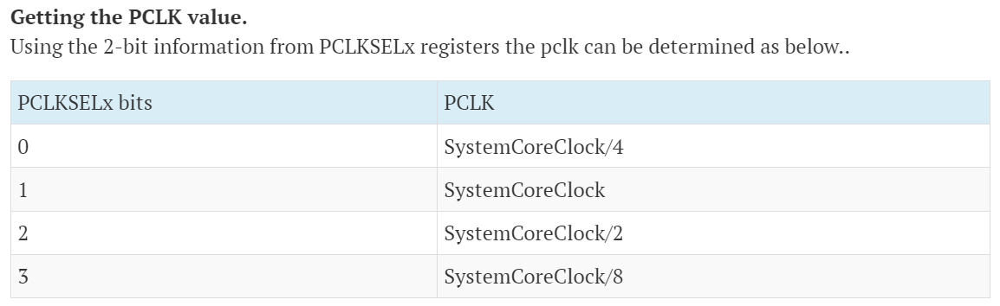 Getting the PCLK value.
Using the 2-bit information from PCLKSELx registers the pclk can be determined as below..
PCLKSELx bits PCLK
0 SystemCoreClock/4
1 SystemCoreClock
2 SystemCoreClock/2
3 SystemCoreClock/8